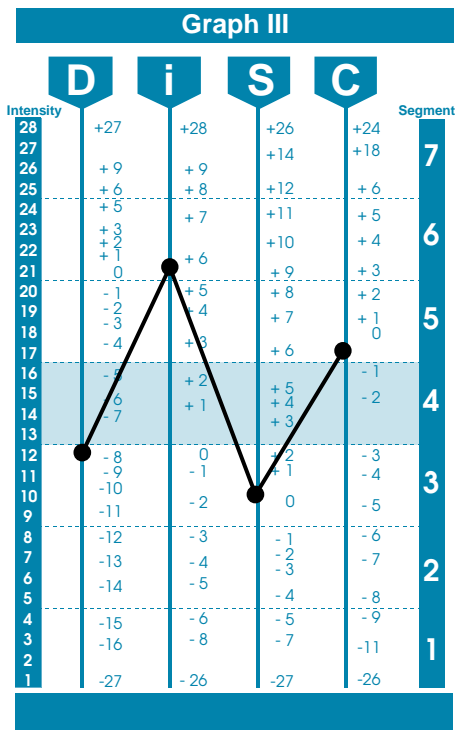 Graph III
D i S C
Intensity Segment
28 +27 +28 +26 +24
27 +14 +18 7
26 + 9 + 9
25 + 6 + 8 +12 + 6
24 + 5 + 7 +11 + 5
23 + 3 6
+ 2 +10 + 4
22 + 1 + 6
21 0 + 9 + 3
20 - 1 + 5 + 8 + 2
19 - 2 + 4 + 7 + 1 5
18 - 3 0
17 - 4 + 3 + 6
16 - 5 + 2 - 1
15 - 6 + 5 - 2 4
14 - 7 + 1 + 4
13 + 3
12 - 8 0 + 2 - 3
11 - 9 - 1 + 1 - 4 3
10 -10 - 2 0
9 -11 - 5
8 -12 - 3 - 1 - 6
7 -13 - 4 - 2 - 7
- 3 2
6 -14 - 5
5 - 4 - 8
4 -15 - 6 - 5 - 9
3 -16 - 8 - 7 -11 1
2
1 -27 - 26 -27 -26